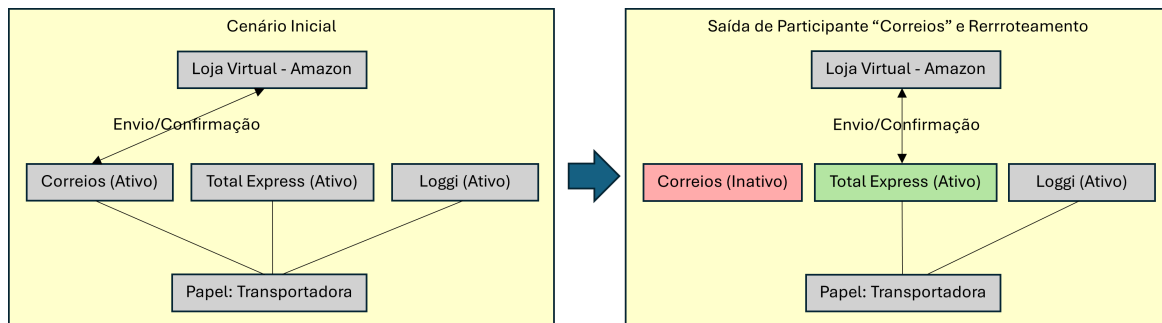 Cenário Inicial
Loja Virtual - Amazon
Envio/Confirmação
Correios (Ativo)
Total Express (Ativo)
Loggi (Ativo)
Papel: Transportadora
Saída de Participante “Correios” e Rerrroteamento
Loja Virtual - Amazon
Envio/Confirmação
Correios (Inativo)
Total Express (Ativo)
Loggi (Ativo)
Papel: Transportadora